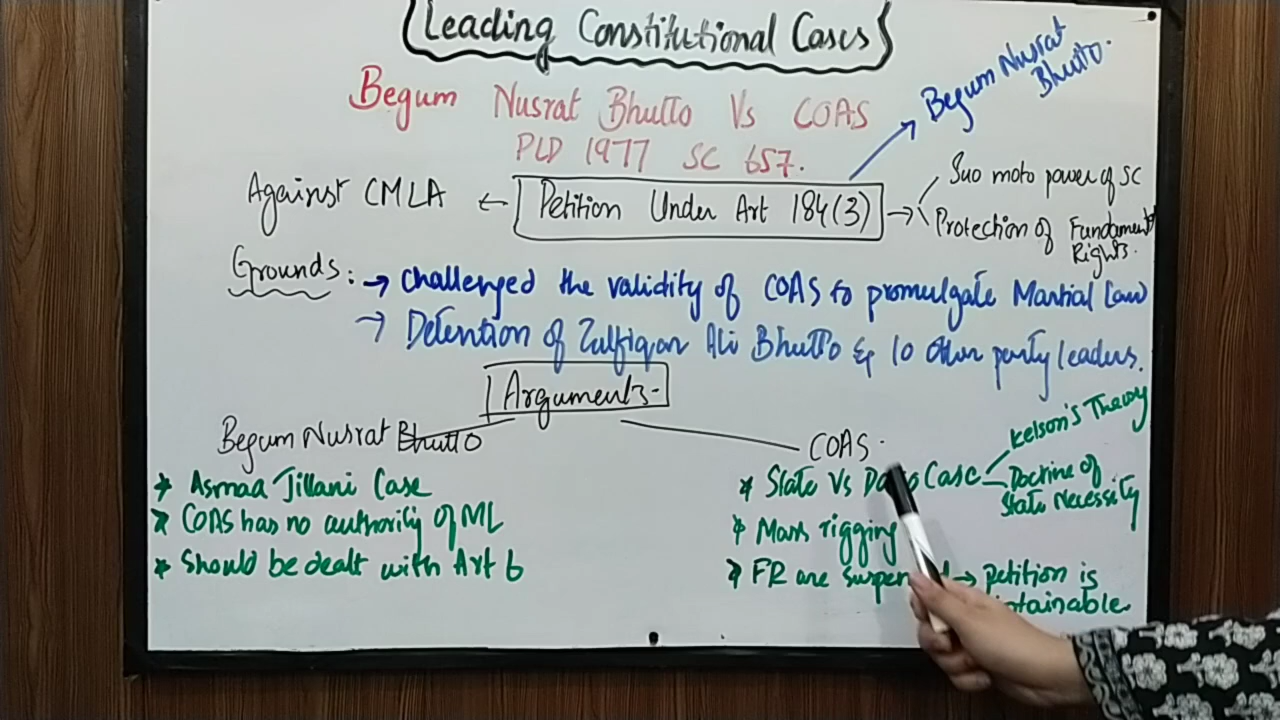 Leading Constitutional Cases
Begum Nusrat Bhutto Vs COAS
PLD 1977 SC 657.
Begum Nusrat
Bhutto.
Against CMLA ← Petition Under Art 184(3) →
Suo moto power of SC
Protection of Fundament
Rights.
Grounds: → Challenged the validity of COAS to promulgate Martial Law
→ Detention of Zulfiqar Ali Bhutto & 10 other party leaders.
Arguments-
Begum Nusrat Bhutto
* Asmaa Jillani Case
* COAS has no authority of ML
* Should be dealt with Art 6
COAS.
* State Vs Case
Kelson's Theory
Doctrine of
State Necessity
* Mass rigging
* FR are → petition is